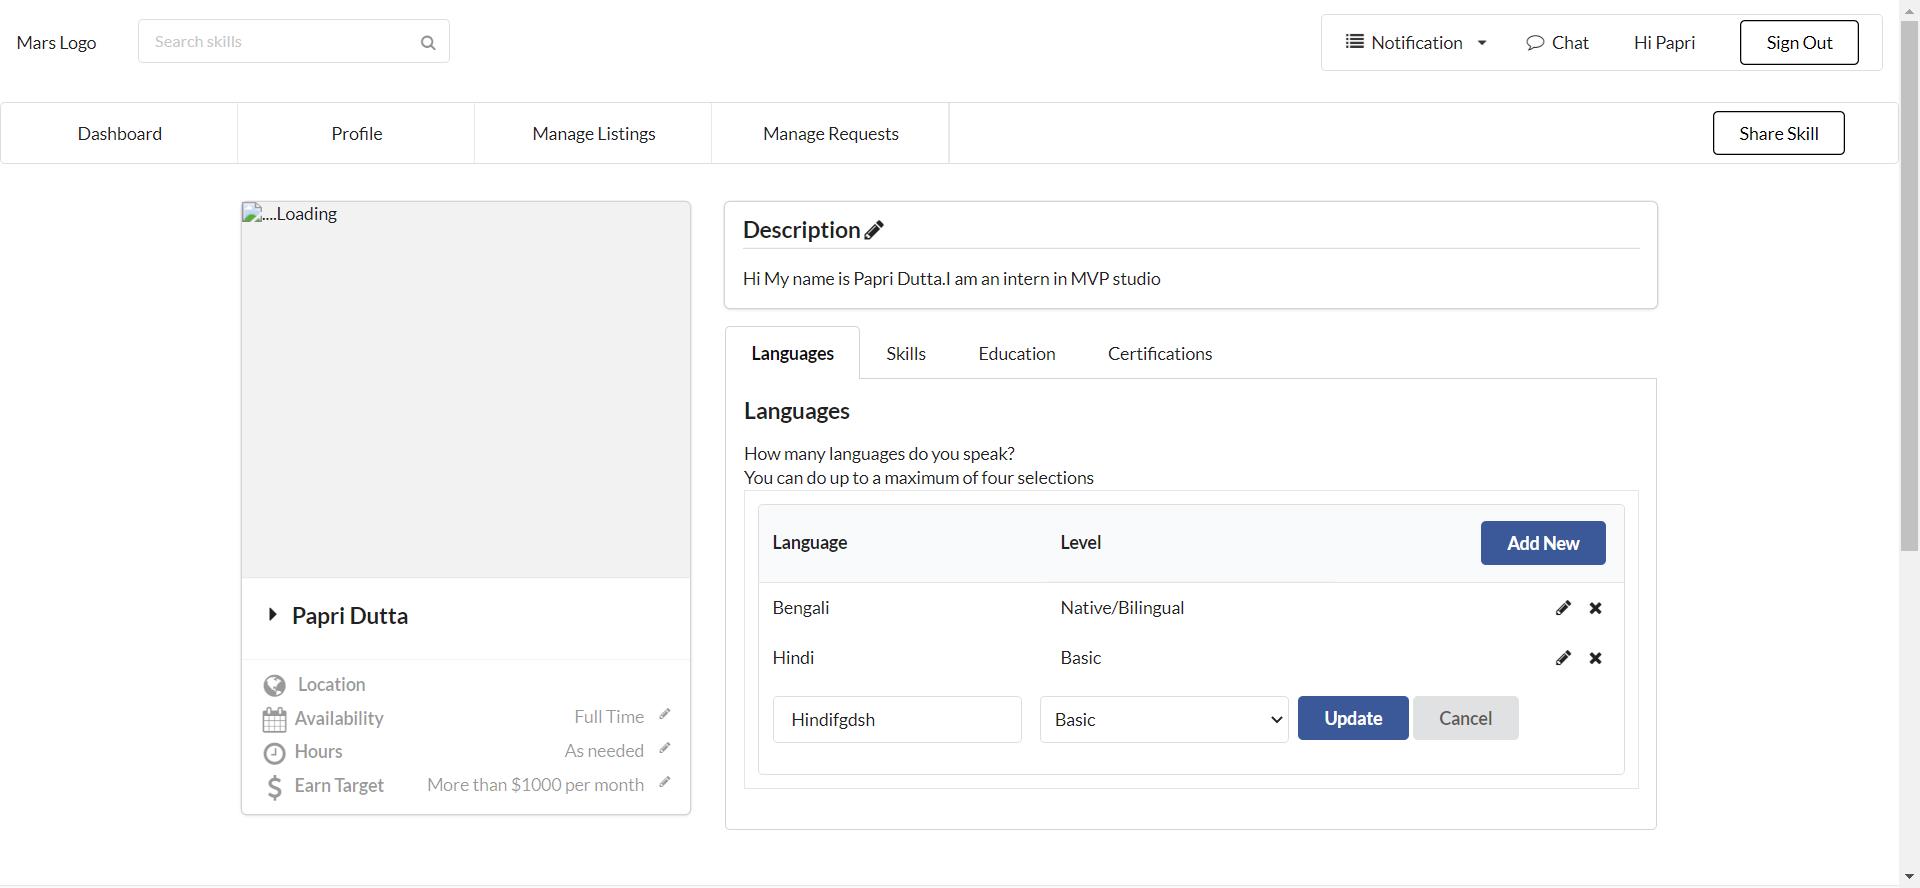 Mars Logo
Search skills
Notification
Chat
Hi Papri
Sign Out
Dashboard
Profile
Manage Listings
Manage Requests
Share Skill
....Loading
Papri Dutta
Location
Availability
Full Time
Hours
As needed
Earn Target
More than $1000 per month
Description
Hi My name is Papri Dutta.I am an intern in MVP studio
Languages
Skills
Education
Certifications
Languages
How many languages do you speak?
You can do up to a maximum of four selections
Language
Level
Add New
Bengali
Native/Bilingual
Hindi
Basic
Hindifgdsh
Basic
Update
Cancel